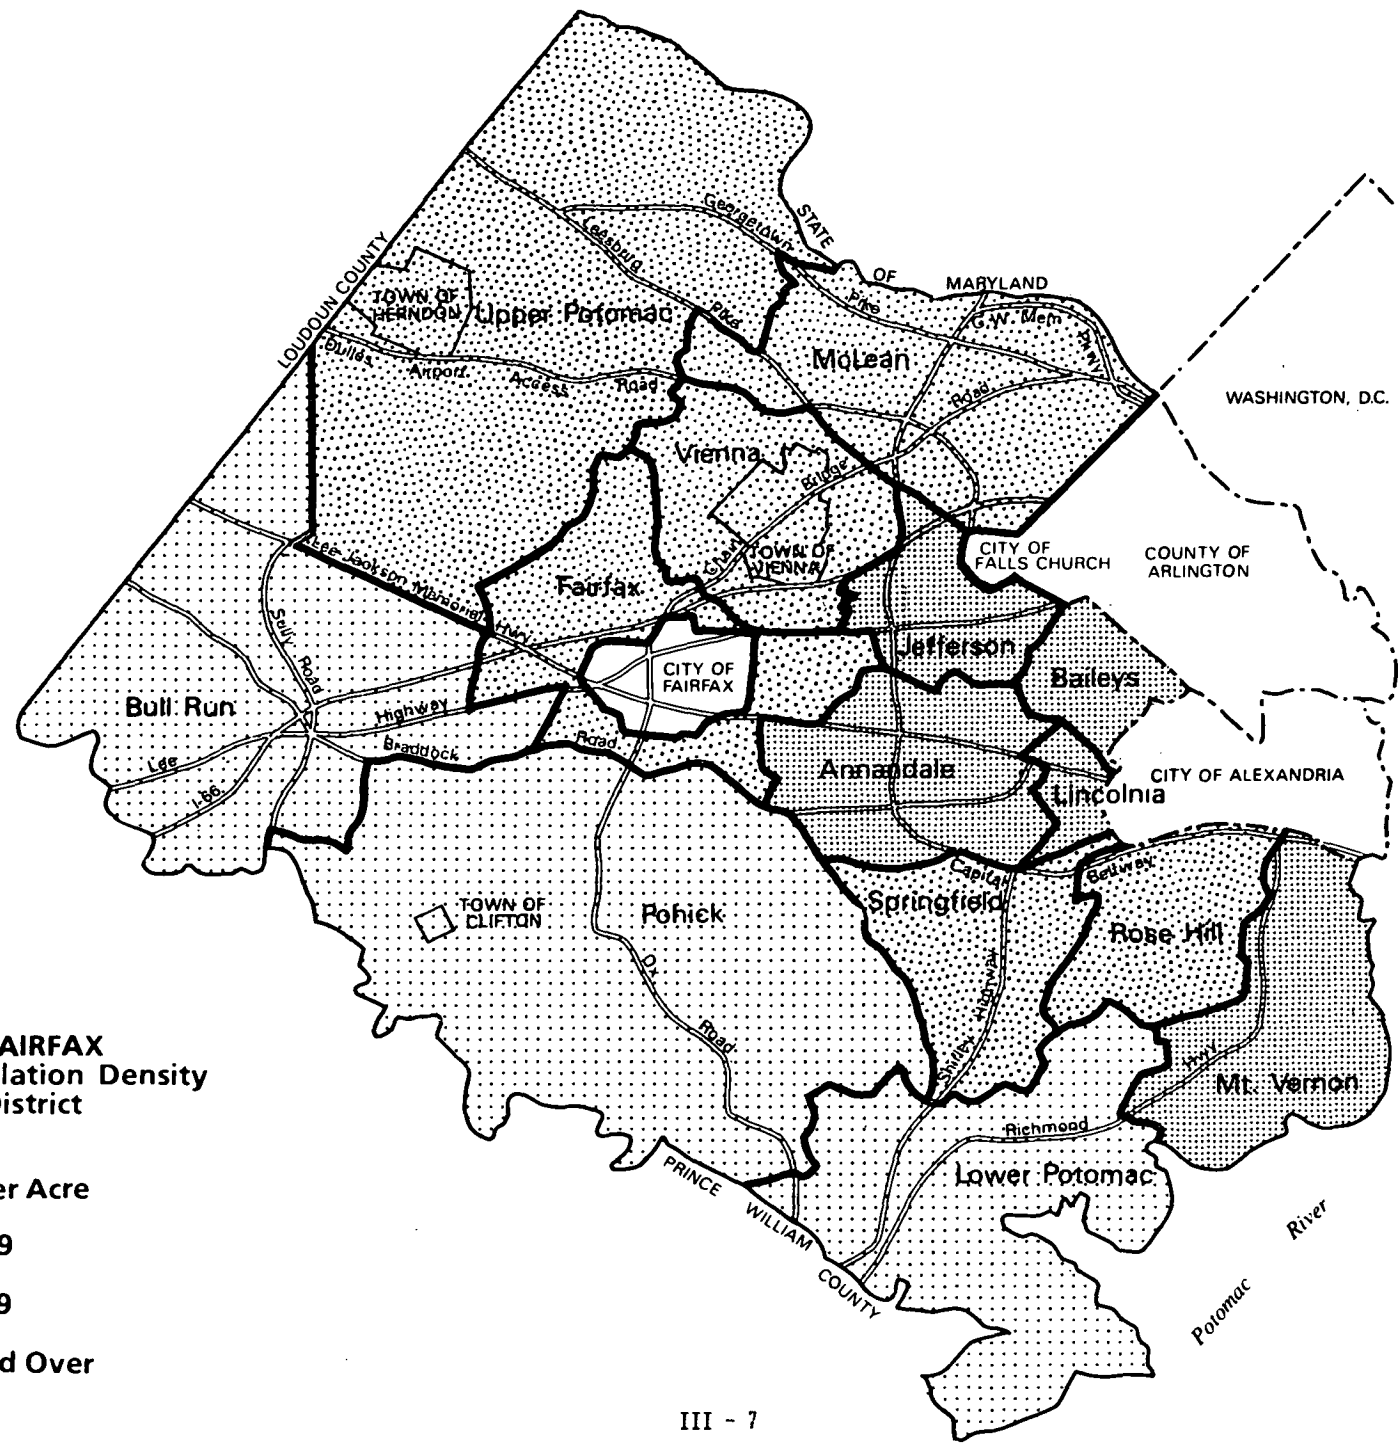 STATE
OF
MARYLAND
Georgetown
Pike
Leesburg
Pike
G.W. Mem
Pkwy
LOUDOUN COUNTY
TOWN OF
HERNDON
Upper Potomac
McLean
Dulles
Airport
Access
Road
Road
WASHINGTON, D.C.
Vienna
Bridge
Chain
TOWN OF
VIENNA
CITY OF
FALLS CHURCH
COUNTY OF
ARLINGTON
Lee Jackson Memorial Hwy
Fairfax
Jefferson
CITY OF
FAIRFAX
Baileys
Sully
Road
Bull Run
Highway
Lee
Braddock
Road
I-66
Annandale
CITY OF ALEXANDRIA
Lincolnia
Capital
Beltway
Springfield
TOWN OF
CLIFTON
Pohick
Rose Hill
Ox
Road
Shirley
Highway
Hwy
Mt. Vernon
Richmond
Lower Potomac
PRINCE
WILLIAM
COUNTY
River
Potomac
AIRFAX
lation Density
istrict
er Acre
9
9
d Over
III - 7